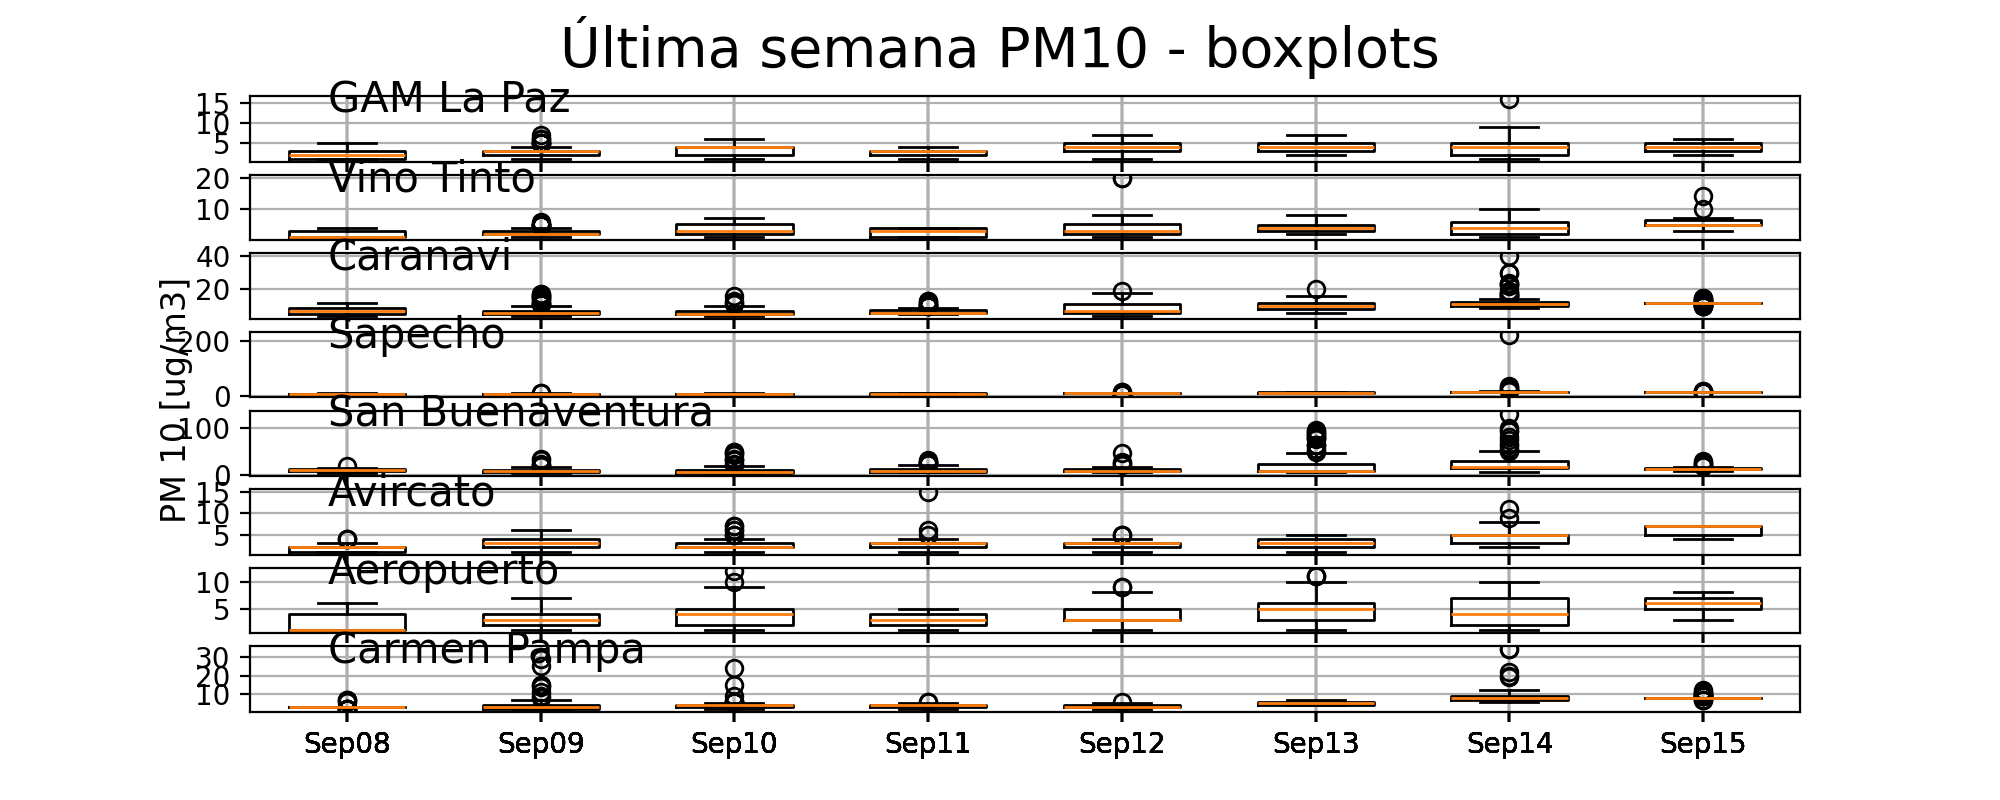 Última semana PM10 - boxplots
PM 10 [ug/m3]
GAM La Paz
15
10
5
Vino Tinto
20
10
Caranavi
40
20
Sapecho
200
0
San Buenaventura
100
0
Avircato
15
10
5
Aeropuerto
10
5
Carmen Pampa
30
20
10
Sep08 Sep09 Sep10 Sep11 Sep12 Sep13 Sep14 Sep15